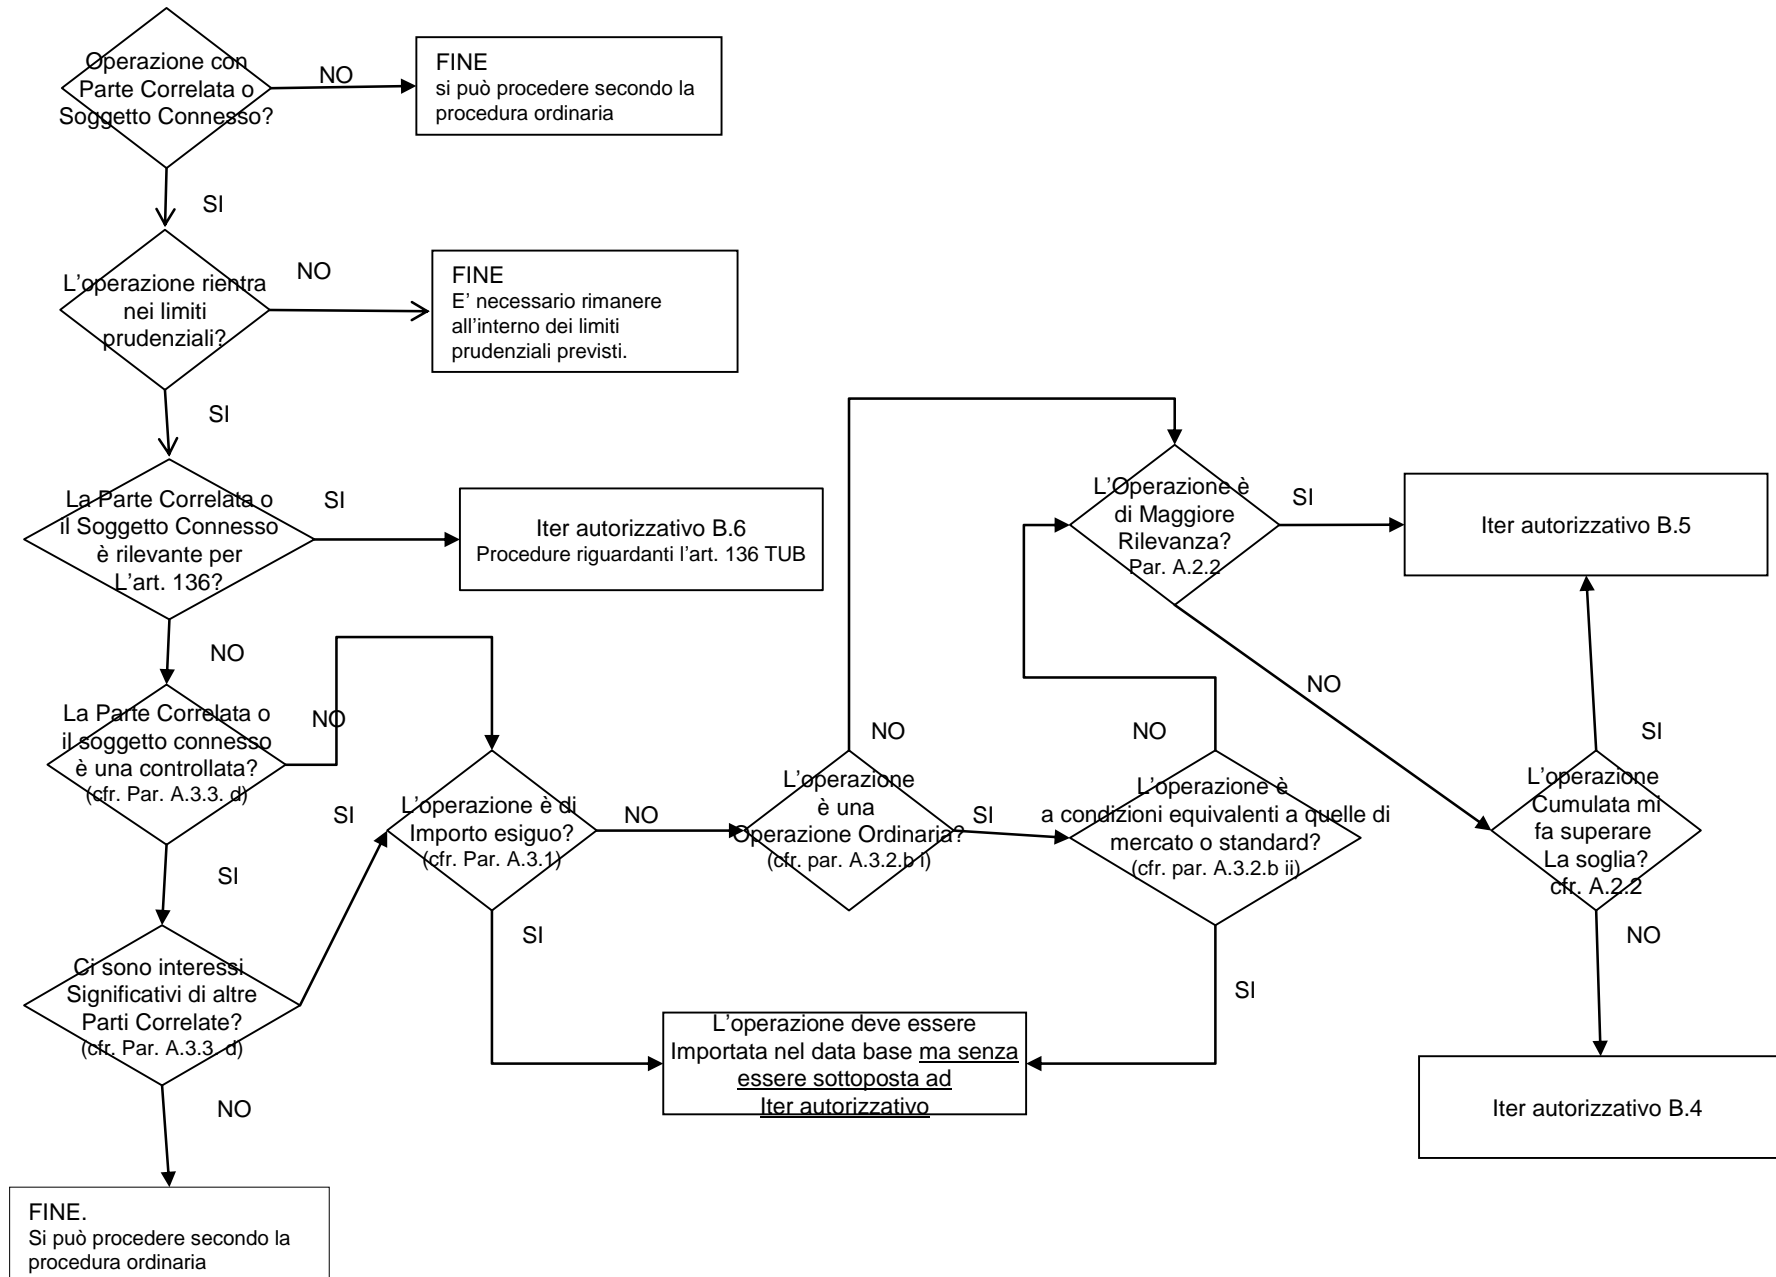 Operazione con
Parte Correlata o
Soggetto Connesso?
NO
FINE
si può procedere secondo la
procedura ordinaria
SI
L'operazione rientra
nei limiti
prudenziali?
NO
FINE
E' necessario rimanere
all'interno dei limiti
prudenziali previsti.
SI
La Parte Correlata o
il Soggetto Connesso
è rilevante per
L'art. 136?
SI
Iter autorizzativo B.6
Procedure riguardanti l'art. 136 TUB
NO
La Parte Correlata o
il soggetto connesso
è una controllata?
(cfr. Par. A.3.3. d)
NO
SI
Ci sono interessi
Significativi di altre
Parti Correlate?
(cfr. Par. A.3.3. d)
SI
NO
FINE.
Si può procedere secondo la
procedura ordinaria
L'operazione è di
Importo esiguo?
(cfr. Par. A.3.1)
NO
SI
L'operazione
è una
Operazione Ordinaria?
(cfr. par. A.3.2.b i)
NO
SI
L'operazione è
a condizioni equivalenti a quelle di
mercato o standard?
(cfr. par. A.3.2.b ii)
NO
SI
L'operazione deve essere
Importata nel data base ma senza
essere sottoposta ad
Iter autorizzativo
L'Operazione è
di Maggiore
Rilevanza?
Par. A.2.2
SI
Iter autorizzativo B.5
NO
L'operazione
Cumulata mi
fa superare
La soglia?
cfr. A.2.2
SI
NO
Iter autorizzativo B.4